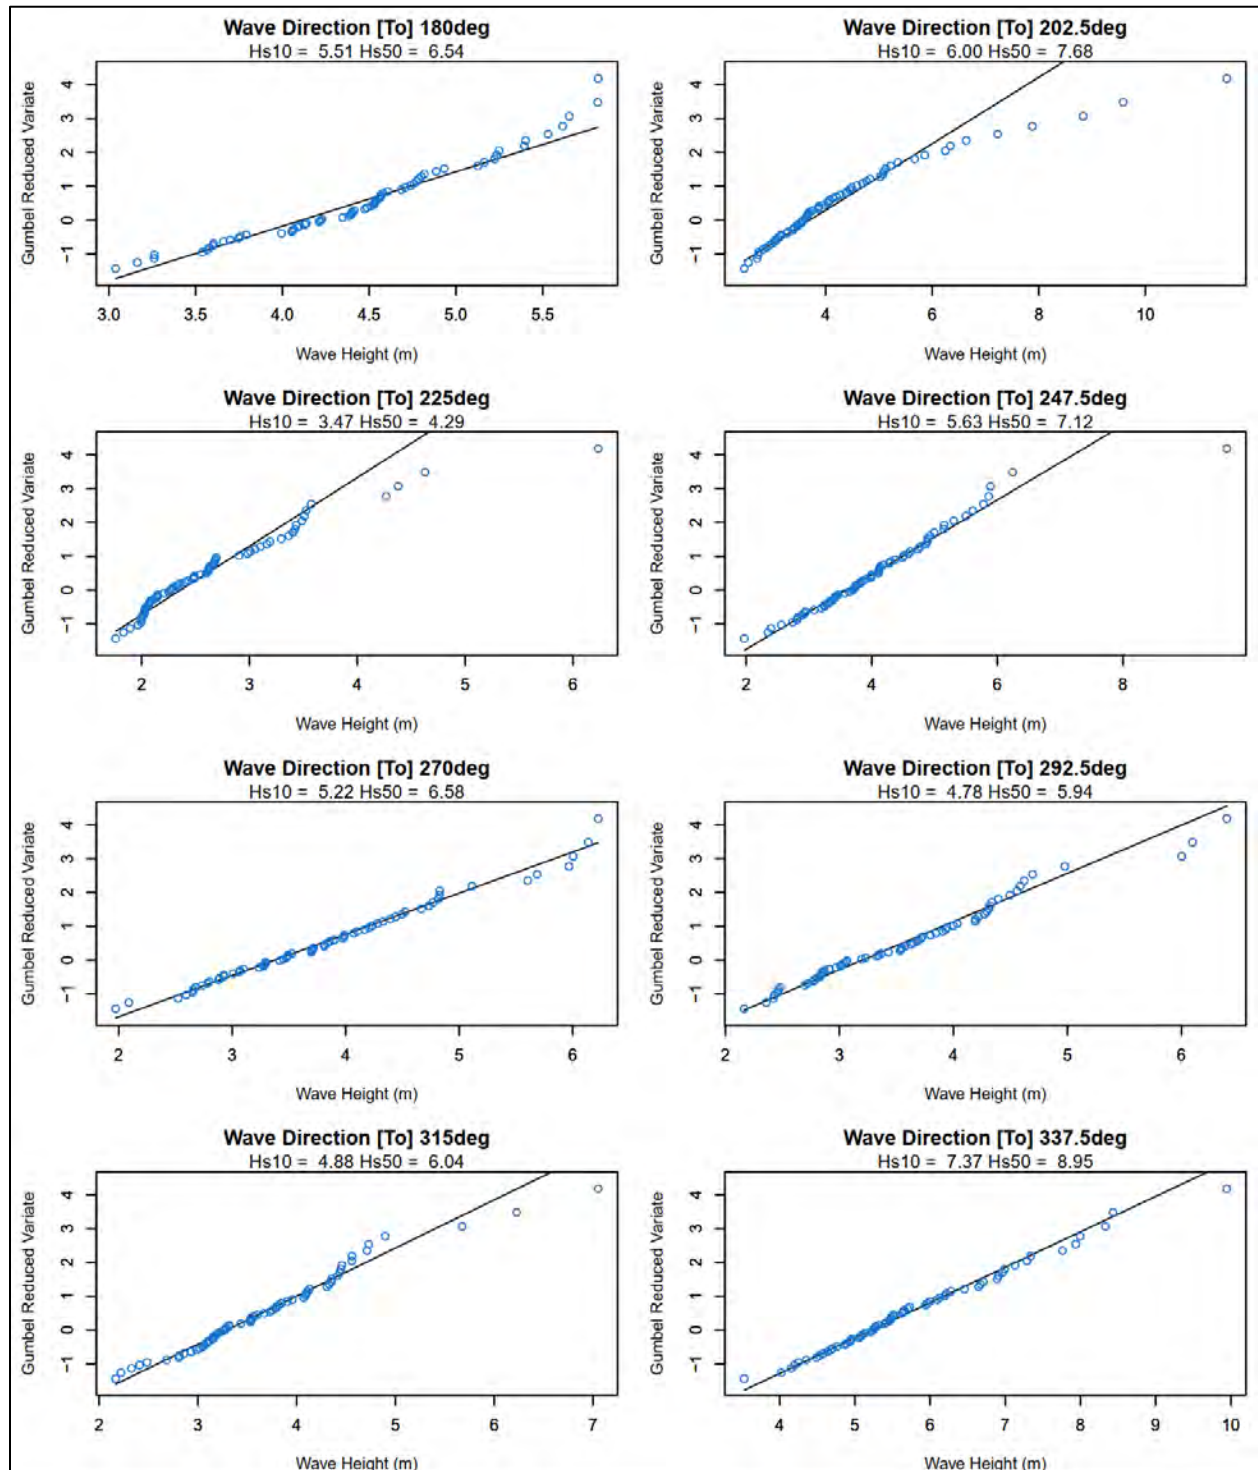 Wave Direction [To] 180deg
Hs10 = 5.51 Hs50 = 6.54
Gumbel Reduced Variate
4
3
2
1
0
−1
3.0 3.5 4.0 4.5 5.0 5.5
Wave Height (m)
Wave Direction [To] 202.5deg
Hs10 = 6.00 Hs50 = 7.68
Gumbel Reduced Variate
4
3
2
1
0
−1
4 6 8 10
Wave Height (m)
Wave Direction [To] 225deg
Hs10 = 3.47 Hs50 = 4.29
Gumbel Reduced Variate
4
3
2
1
0
−1
2 3 4 5 6
Wave Height (m)
Wave Direction [To] 247.5deg
Hs10 = 5.63 Hs50 = 7.12
Gumbel Reduced Variate
4
3
2
1
0
−1
2 4 6 8
Wave Height (m)
Wave Direction [To] 270deg
Hs10 = 5.22 Hs50 = 6.58
Gumbel Reduced Variate
4
3
2
1
0
−1
2 3 4 5 6
Wave Height (m)
Wave Direction [To] 292.5deg
Hs10 = 4.78 Hs50 = 5.94
Gumbel Reduced Variate
4
3
2
1
0
−1
2 3 4 5 6
Wave Height (m)
Wave Direction [To] 315deg
Hs10 = 4.88 Hs50 = 6.04
Gumbel Reduced Variate
4
3
2
1
0
−1
2 3 4 5 6 7
Wave Height (m)
Wave Direction [To] 337.5deg
Hs10 = 7.37 Hs50 = 8.95
Gumbel Reduced Variate
4
3
2
1
0
−1
4 5 6 7 8 9 10
Wave Height (m)